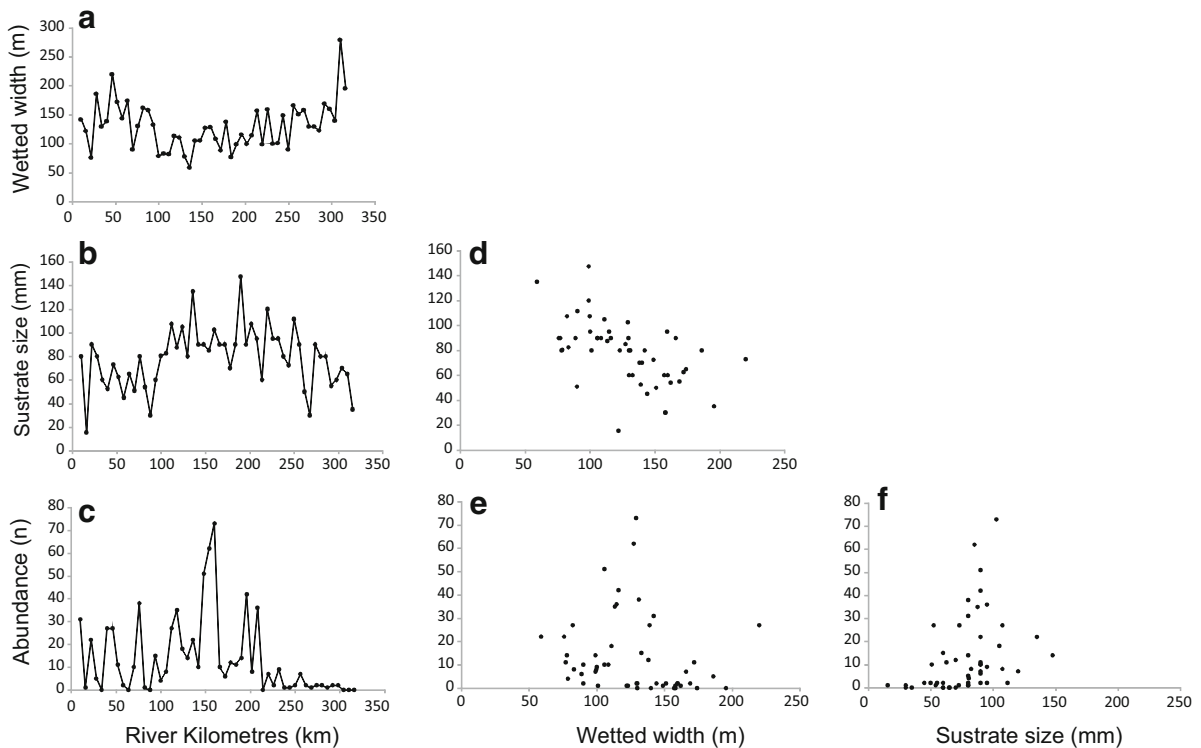 a
Wetted width (m)
300
250
200
150
100
50
0
0 50 100 150 200 250 300 350
b
Sustrate size (mm)
160
140
120
100
80
60
40
20
0
0 50 100 150 200 250 300 350
d
160
140
120
100
80
60
40
20
0
0 50 100 150 200 250
c
Abundance (n)
80
70
60
50
40
30
20
10
0
0 50 100 150 200 250 300 350
River Kilometres (km)
e
80
70
60
50
40
30
20
10
0
0 50 100 150 200 250
Wetted width (m)
f
80
70
60
50
40
30
20
10
0
0 50 100 150 200 250
Sustrate size (mm)